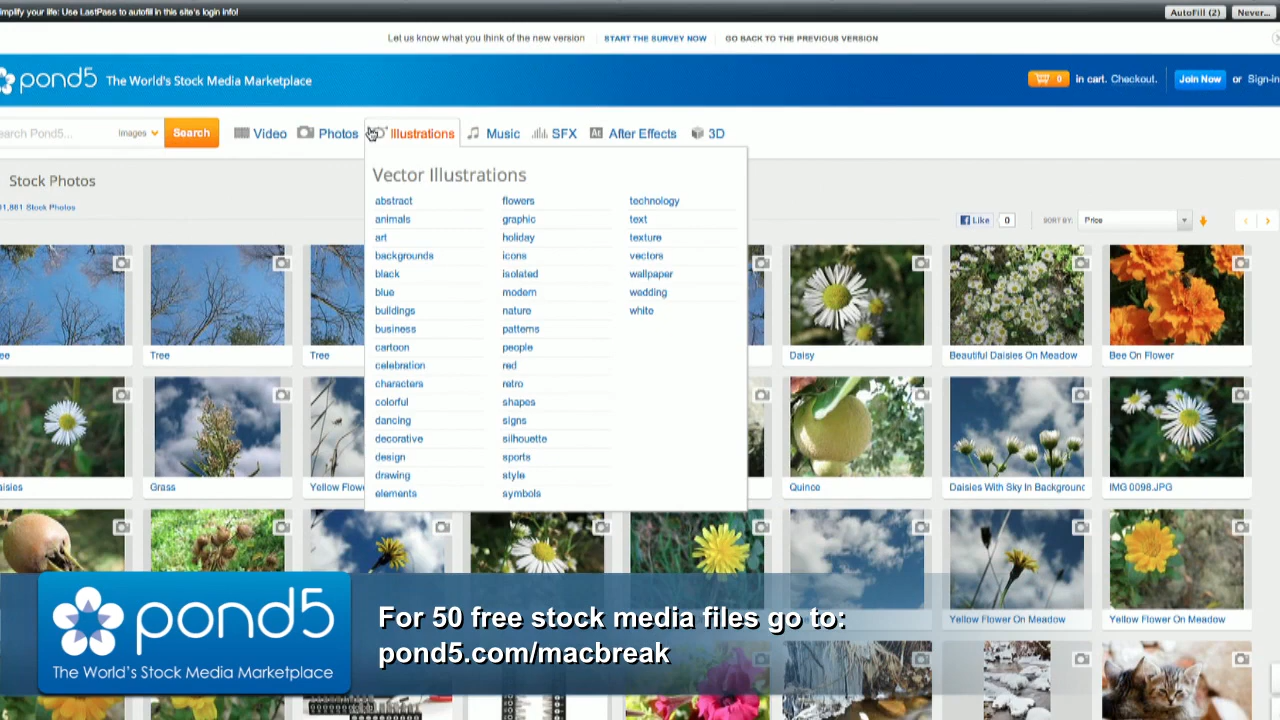 implify your life: Use LastPass to autofill in this site's login info!
AutoFill (2) Never...
Let us know what you think of the new version START THE SURVEY NOW GO BACK TO THE PREVIOUS VERSION
pond5 The World's Stock Media Marketplace
0 in cart. Checkout. Join Now or Sign-in
earch Pond5... Images Search Video Photos Illustrations Music SFX After Effects 3D
Stock Photos
1,881 Stock Photos
Like 0 SORT BY: Price
Vector Illustrations
abstract flowers technology
animals graphic text
art holiday texture
backgrounds icons vectors
black isolated wallpaper
blue modern wedding
buildings nature white
business patterns
cartoon people
celebration red
characters retro
colorful shapes
dancing signs
decorative silhouette
design sports
drawing style
elements symbols
ee Tree Tree Daisy Beautiful Daisies On Meadow Bee On Flower
aisies Grass Yellow Flowe Quince Daisies With Sky In Background IMG 0098.JPG
Yellow Flower On Meadow Yellow Flower On Meadow
pond5
The World's Stock Media Marketplace
For 50 free stock media files go to:
pond5.com/macbreak